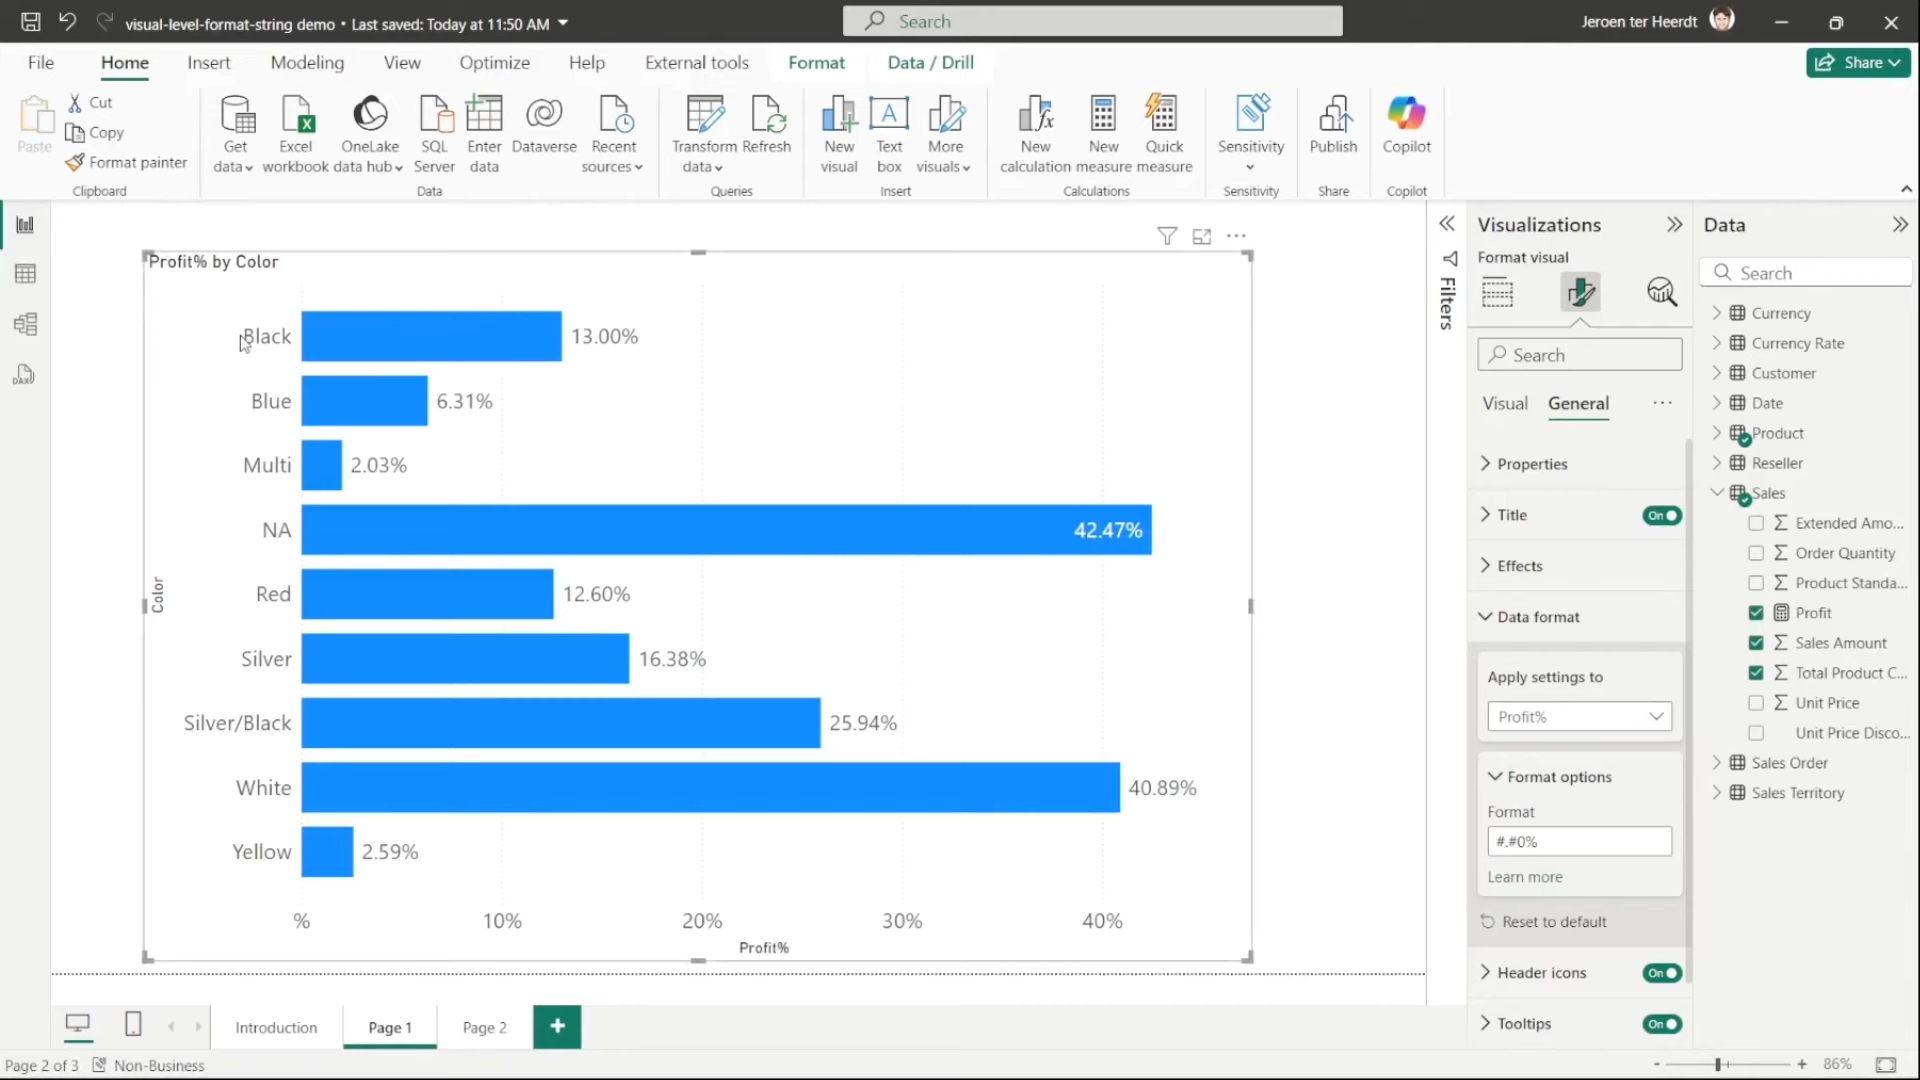 visual-level-format-string demo • Last saved: Today at 11:50 AM
Search
Jeroen ter Heerdt
File
Home
Insert
Modeling
View
Optimize
Help
External tools
Format
Data / Drill
Share
Paste
Cut
Copy
Format painter
Clipboard
Get
data
Excel
workbook
OneLake
data hub
SQL
Server
Enter
data
Dataverse
Recent
sources
Data
Transform
data
Refresh
Queries
New
visual
Text
box
More
visuals
Insert
New
calculation
New
measure
Quick
measure
Calculations
Sensitivity
Sensitivity
Publish
Share
Copilot
Copilot
DAX
Profit% by Color
Color
Black 13.00%
Blue 6.31%
Multi 2.03%
NA 42.47%
Red 12.60%
Silver 16.38%
Silver/Black 25.94%
White 40.89%
Yellow 2.59%
% 10% 20% 30% 40%
Profit%
Filters
Visualizations
Format visual
Search
Visual
General
Properties
Title
On
Effects
Data format
Apply settings to
Profit%
Format options
Format
#.#0%
Learn more
Reset to default
Header icons
On
Tooltips
On
Data
Search
Currency
Currency Rate
Customer
Date
Product
Reseller
Sales
Extended Amo...
Order Quantity
Product Standa...
Profit
Sales Amount
Total Product C...
Unit Price
Unit Price Disco...
Sales Order
Sales Territory
Introduction
Page 1
Page 2
+
Page 2 of 3
Non-Business
- + 86%